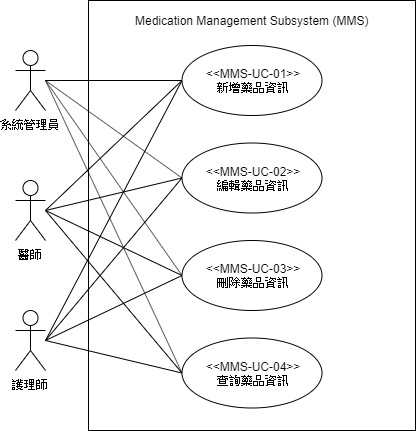 Medication Management Subsystem (MMS)
<<MMS-UC-01>>
新增藥品資訊
系統管理員
<<MMS-UC-02>>
編輯藥品資訊
醫師
<<MMS-UC-03>>
刪除藥品資訊
護理師
<<MMS-UC-04>>
查詢藥品資訊